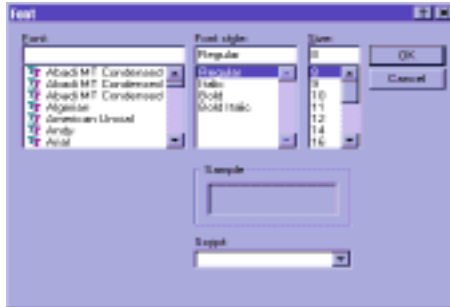 Font
Font: Font style: Size:
Regular 8 OK
Abadi MT Condensed Regular 8 Cancel
Abadi MT Condensed Italic 9
Abadi MT Condensed Bold 10
Algerian Bold Italic 11
American Uncial 12
Andy 14
Arial 16
Sample
Script: